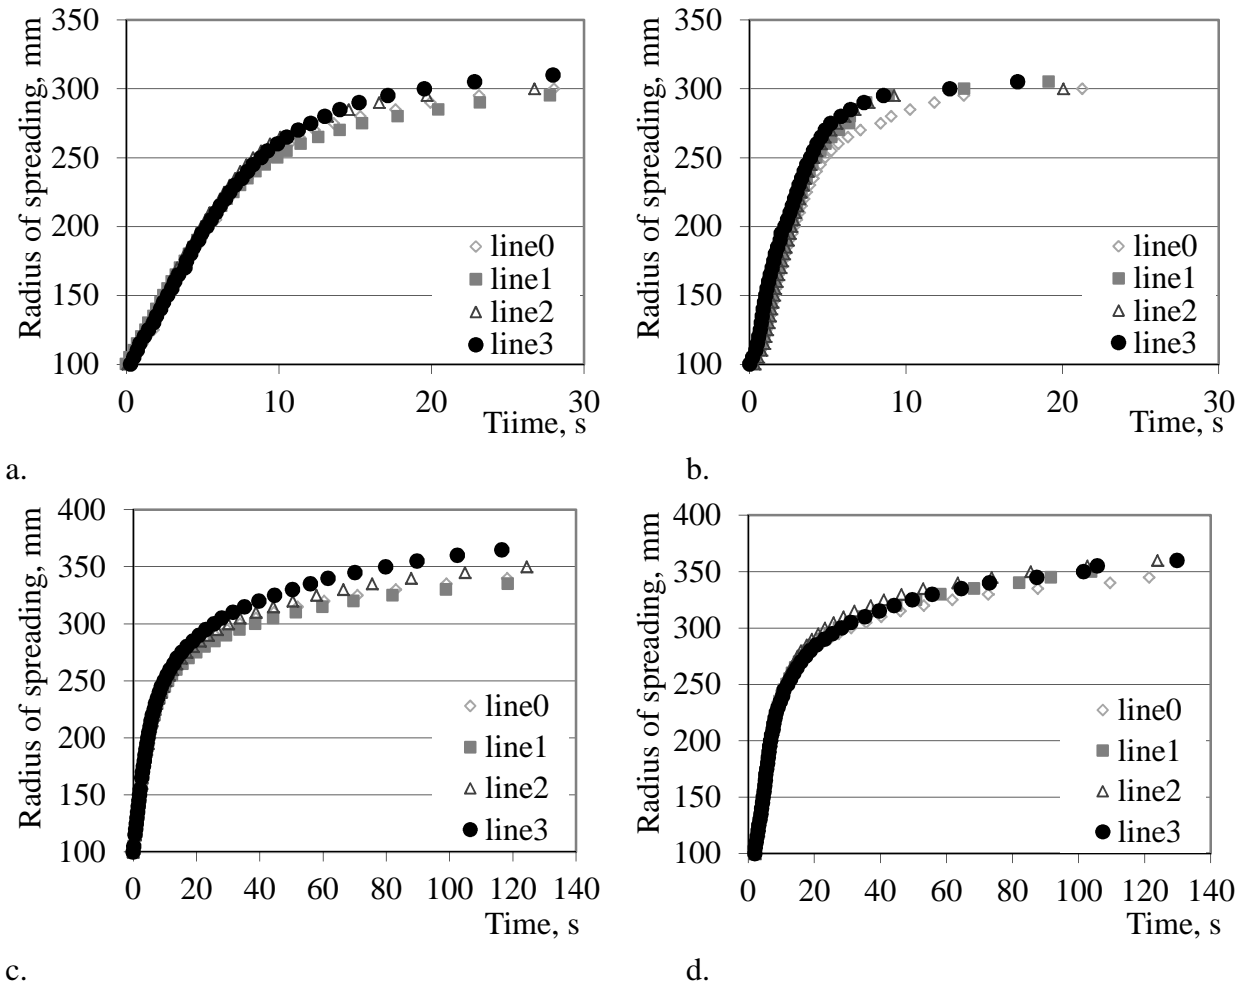 Radius of spreading, mm
350
300
250
200
150
100
0
10
20
30
Tiime, s
line0
line1
line2
line3
a.
Radius of spreading, mm
350
300
250
200
150
100
0
10
20
30
Time, s
line0
line1
line2
line3
b.
Radius of spreading, mm
400
350
300
250
200
150
100
0
20
40
60
80
100
120
140
Time, s
line0
line1
line2
line3
c.
Radius of spreading, mm
400
350
300
250
200
150
100
0
20
40
60
80
100
120
140
Time, s
line0
line1
line2
line3
d.